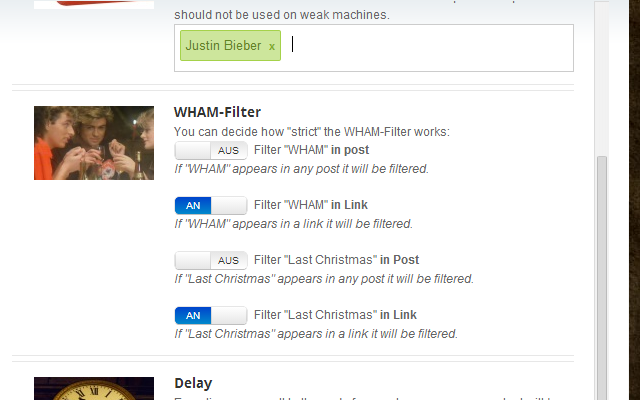 should not be used on weak machines.
Justin Bieber x
WHAM-Filter
You can decide how "strict" the WHAM-Filter works:
AUS Filter "WHAM" in post
If "WHAM" appears in any post it will be filtered.
AN Filter "WHAM" in Link
If "WHAM" appears in a link it will be filtered.
AUS Filter "Last Christmas" in Post
If "Last Christmas" appears in any post it will be filtered.
AN Filter "Last Christmas" in Link
If "Last Christmas" appears in a link it will be filtered.
Delay